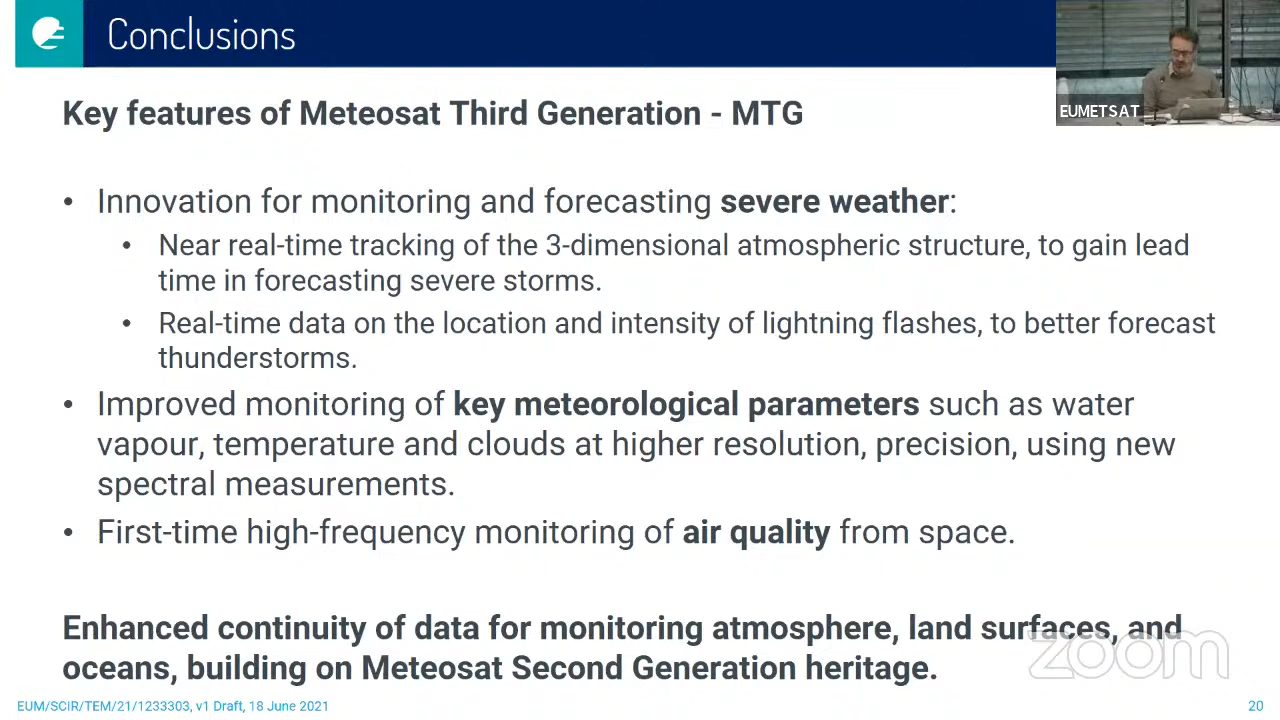 Conclusions
EUMETSAT
Key features of Meteosat Third Generation - MTG
• Innovation for monitoring and forecasting severe weather:
• Near real-time tracking of the 3-dimensional atmospheric structure, to gain lead
time in forecasting severe storms.
• Real-time data on the location and intensity of lightning flashes, to better forecast
thunderstorms.
• Improved monitoring of key meteorological parameters such as water
vapour, temperature and clouds at higher resolution, precision, using new
spectral measurements.
• First-time high-frequency monitoring of air quality from space.
Enhanced continuity of data for monitoring atmosphere, land surfaces, and
oceans, building on Meteosat Second Generation heritage.
zoom
EUM/SCIR/TEM/21/1233303, v1 Draft, 18 June 2021
20